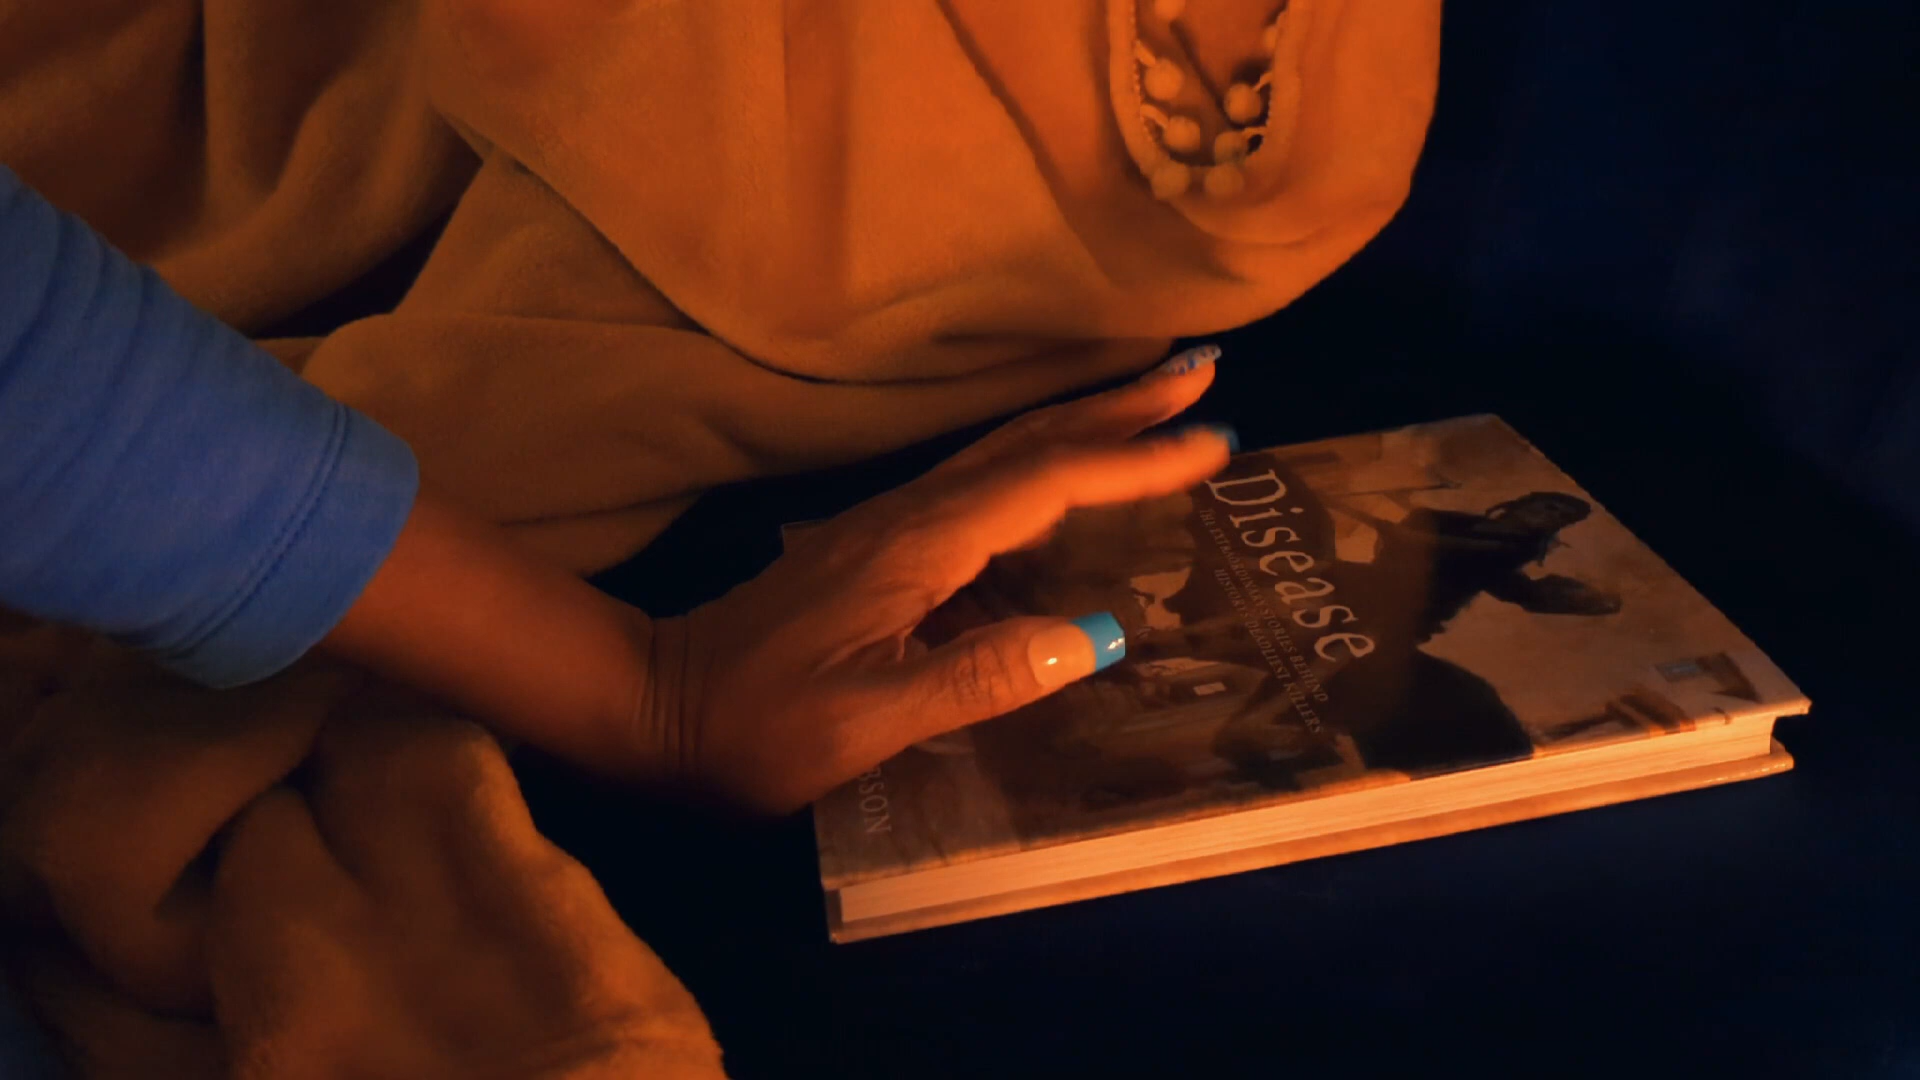 Disease
THE EXTRAORDINARY STORIES BEHIND
HISTORY'S DEADLIEST KILLERS
BSON